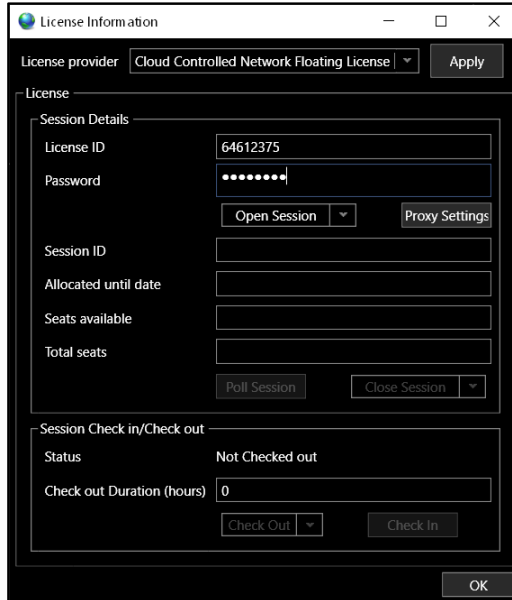 License Information
License provider Cloud Controlled Network Floating License Apply
License
Session Details
License ID 64612375
Password ●●●●●●●●
Open Session Proxy Settings
Session ID
Allocated until date
Seats available
Total seats
Poll Session Close Session
Session Check in/Check out
Status Not Checked out
Check out Duration (hours) 0
Check Out Check In
OK